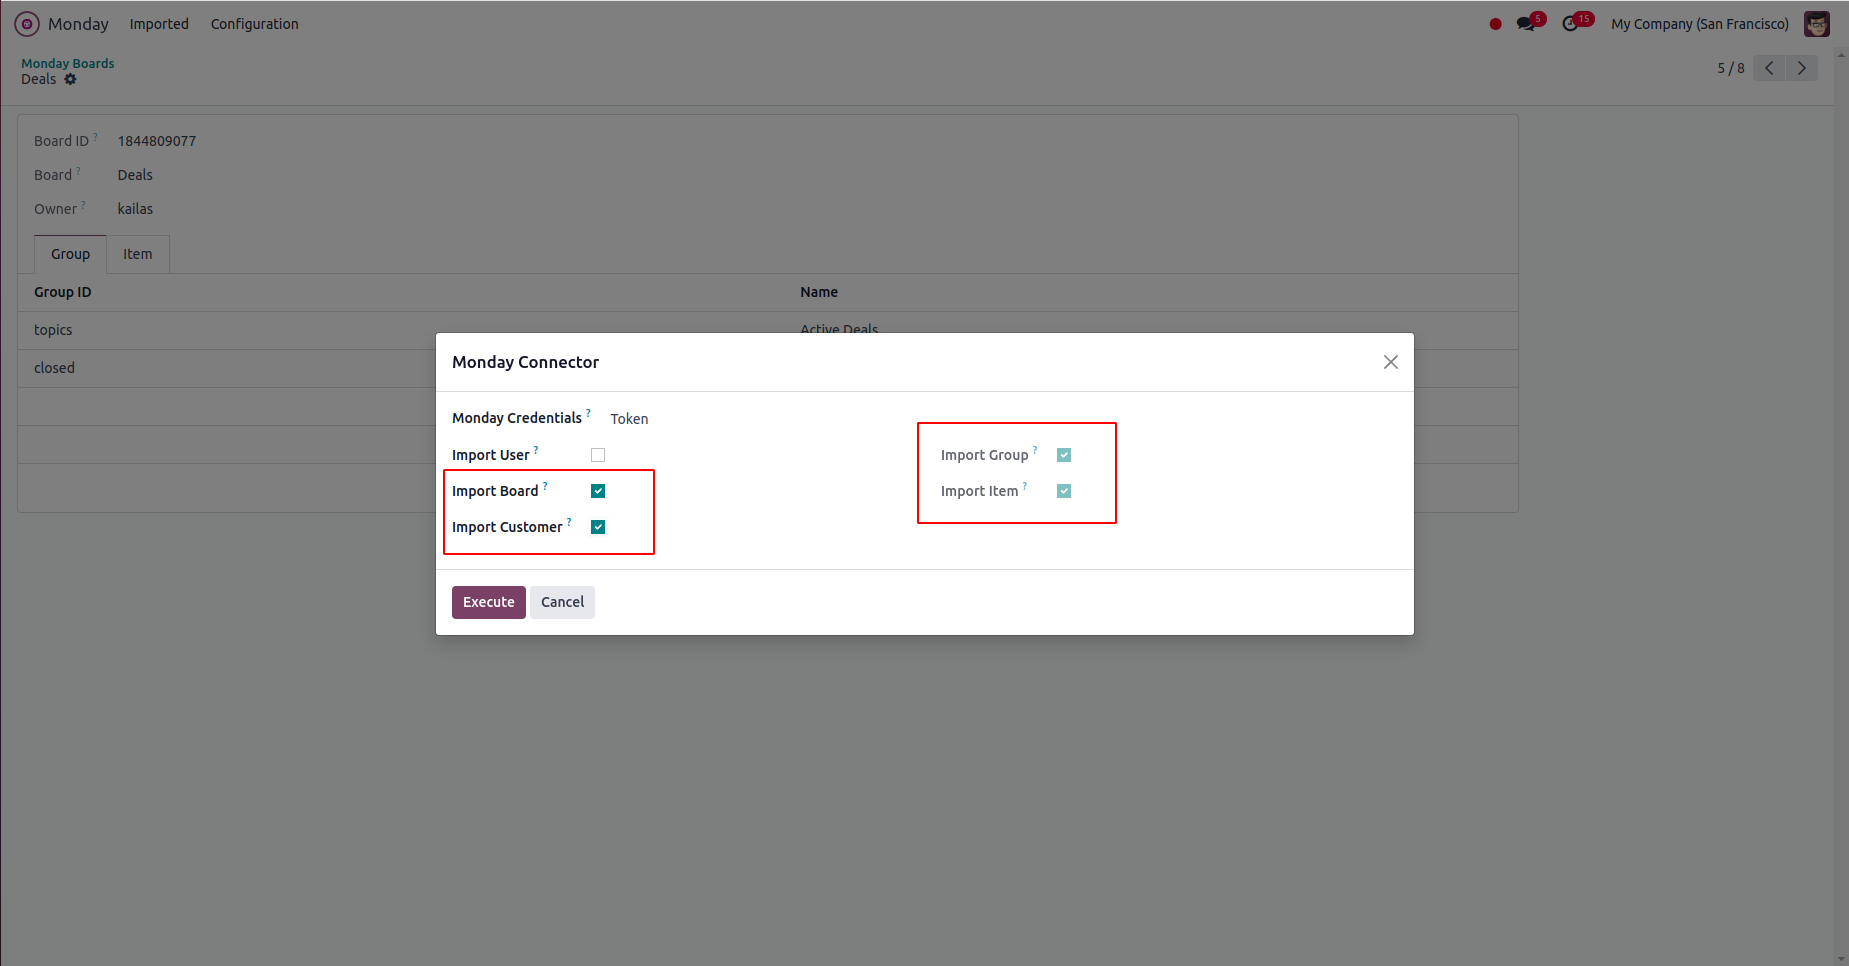 Monday Imported Configuration 5 15 My Company (San Francisco)
Monday Boards
Deals 5 / 8
Board ID ? 1844809077
Board ? Deals
Owner ? kailas
Group Item
Group ID Name
topics Active Deals
closed
Monday Connector
Monday Credentials ? Token
Import User ? Import Group ?
Import Board ? Import Item ?
Import Customer ?
Execute Cancel